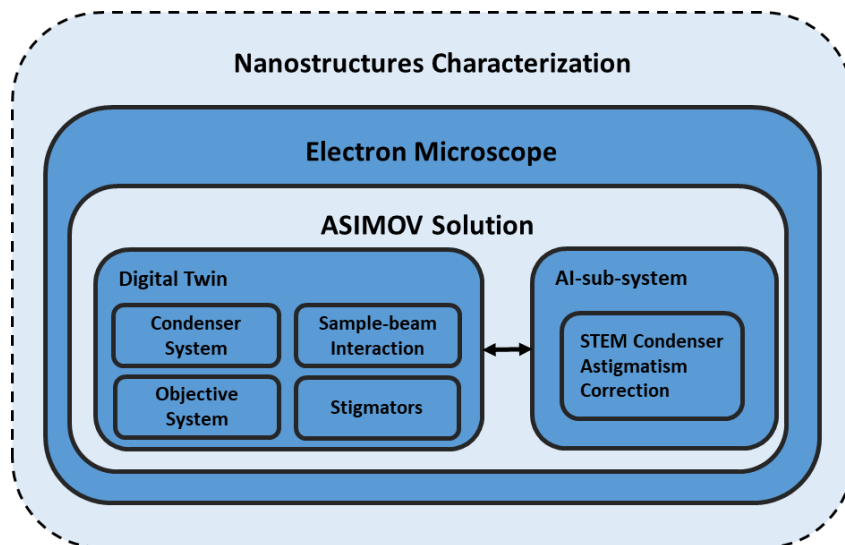 Nanostructures Characterization
Electron Microscope
ASIMOV Solution
Digital Twin
Condenser
System
Sample-beam
Interaction
Objective
System
Stigmators
AI-sub-system
STEM Condenser
Astigmatism
Correction